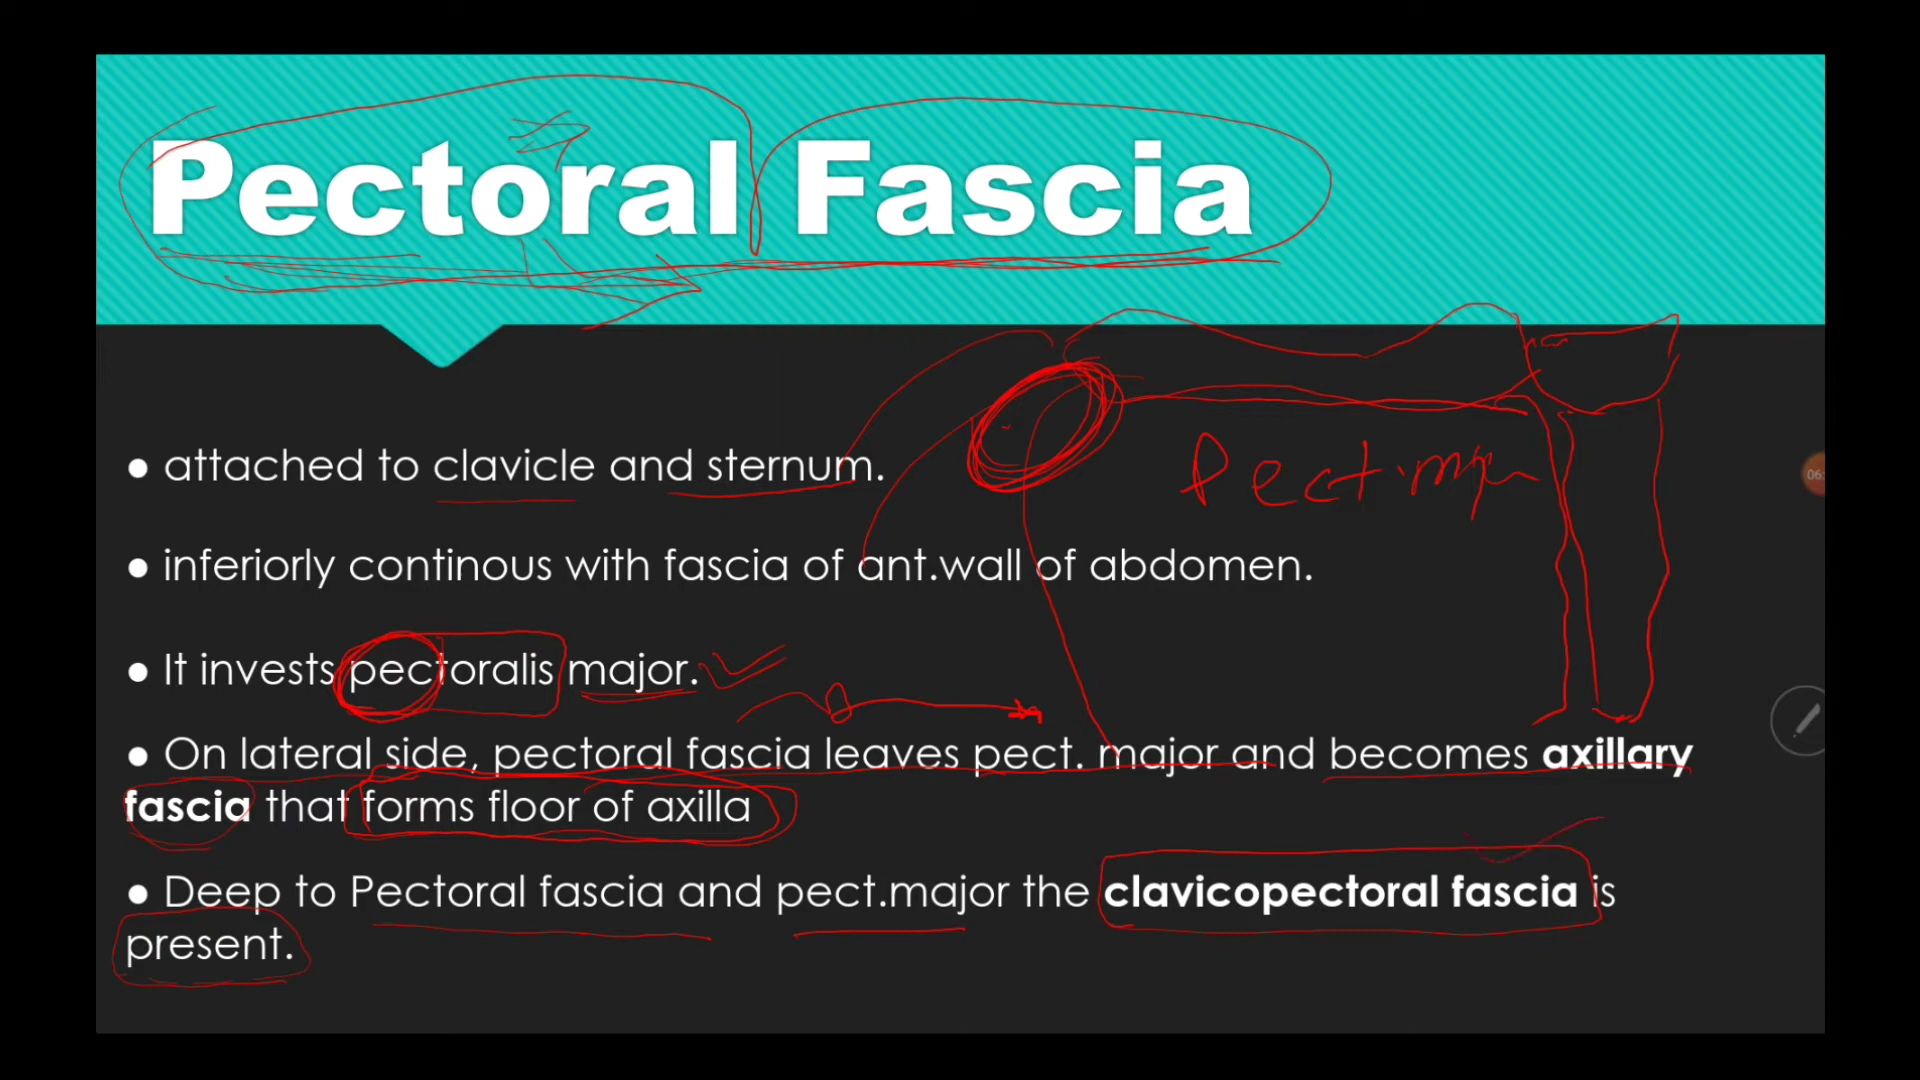 Pectoral Fascia
● attached to clavicle and sternum.
Pect.
● inferiorly continous with fascia of ant.wall of abdomen.
● It invests pectoralis major.
● On lateral side, pectoral fascia leaves pect. major and becomes axillary
fascia that forms floor of axilla
● Deep to Pectoral fascia and pect.major the clavicopectoral fascia is
present.